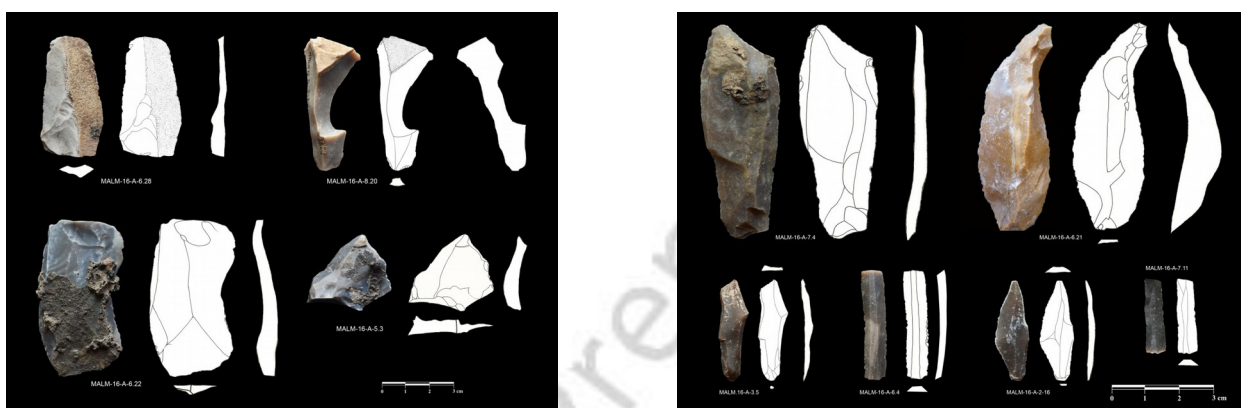 MALM-16-A-6.28
MALM-16-A-8.20
MALM-16-A-6.22
MALM-16-A-5.3
0 1 2 3 cm
MALM-16-A-7.4
MALM-16-A-6.21
MALM-16-A-7.11
MALM.16-A-3.5
MALM-16-A-6.4
MALM-16-A-2-16
0 1 2 3 cm